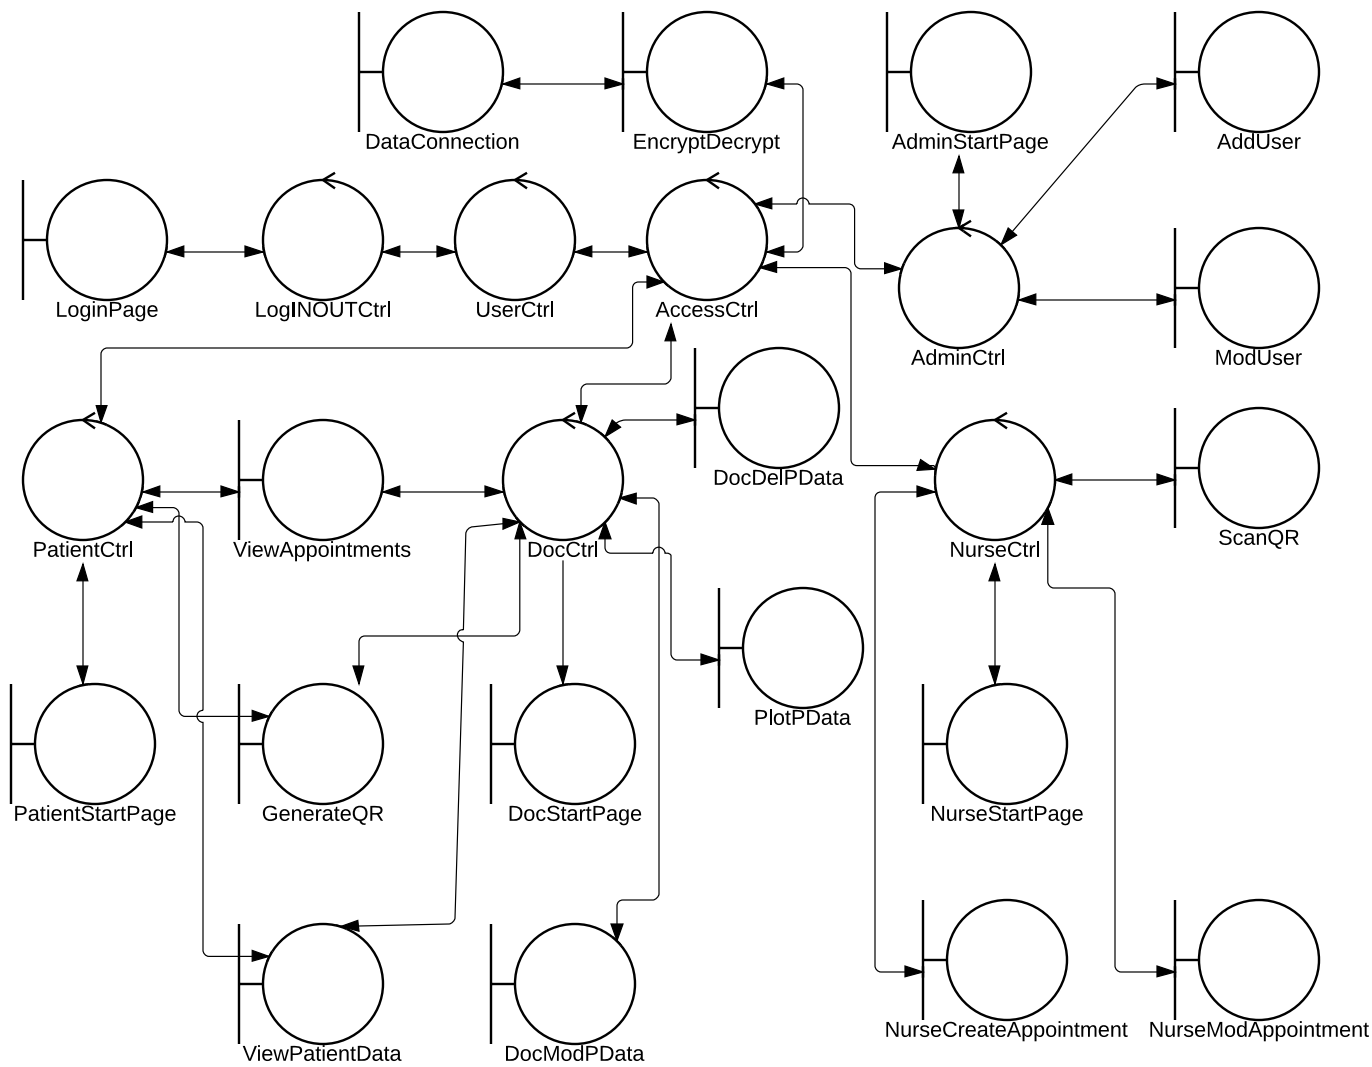 DataConnection
EncryptDecrypt
AdminStartPage
AddUser
LoginPage
LogINOUTCtrl
UserCtrl
AccessCtrl
AdminCtrl
ModUser
DocDelPData
PatientCtrl
ViewAppointments
DocCtrl
NurseCtrl
ScanQR
PlotPData
PatientStartPage
GenerateQR
DocStartPage
NurseStartPage
ViewPatientData
DocModPData
NurseCreateAppointment
NurseModAppointment